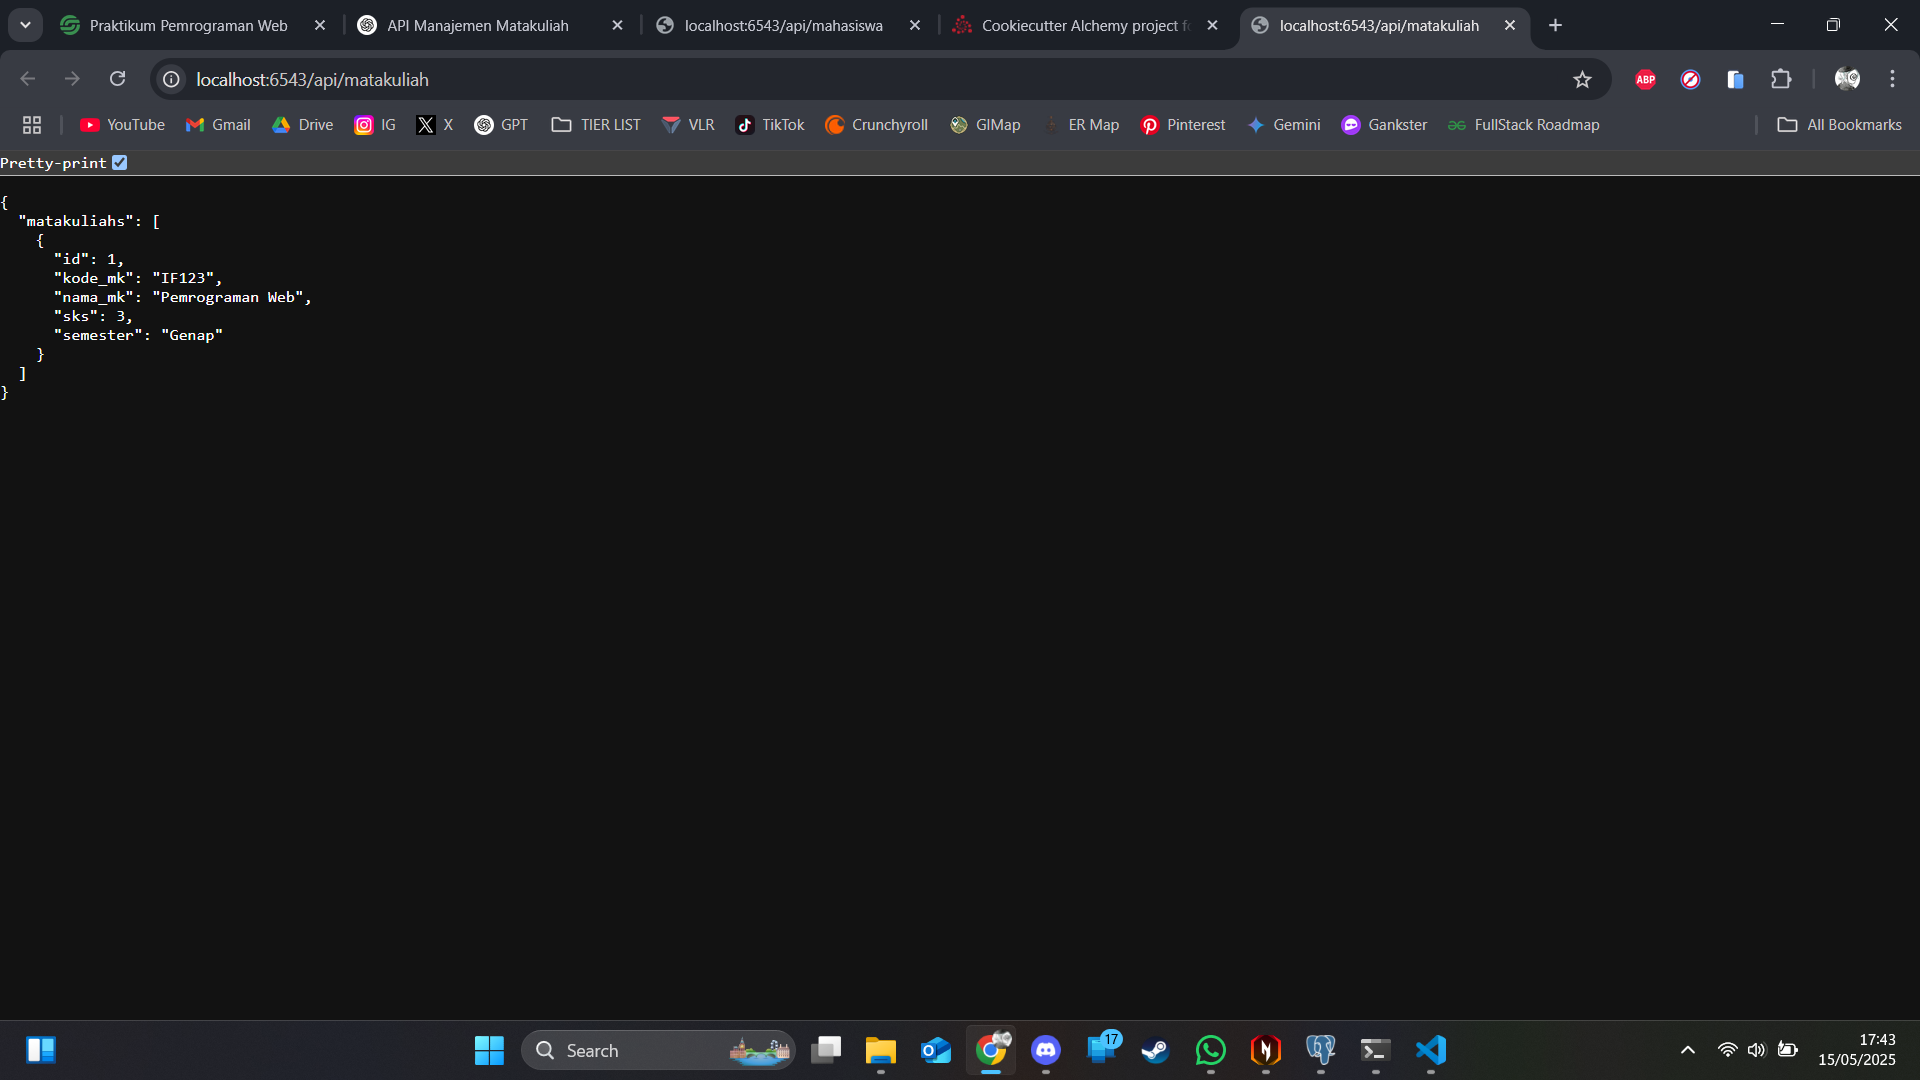 Praktikum Pemrograman Web
API Manajemen Matakuliah
localhost:6543/api/mahasiswa
Cookiecutter Alchemy project fo
localhost:6543/api/matakuliah
localhost:6543/api/matakuliah
ABP
YouTube
Gmail
Drive
IG
X
GPT
TIER LIST
VLR
TikTok
Crunchyroll
GIMap
ER Map
Pinterest
Gemini
Gankster
FullStack Roadmap
All Bookmarks
Pretty-print
{
"matakuliahs": [
{
"id": 1,
"kode_mk": "IF123",
"nama_mk": "Pemrograman Web",
"sks": 3,
"semester": "Genap"
}
]
}
Search
17
17:43
15/05/2025